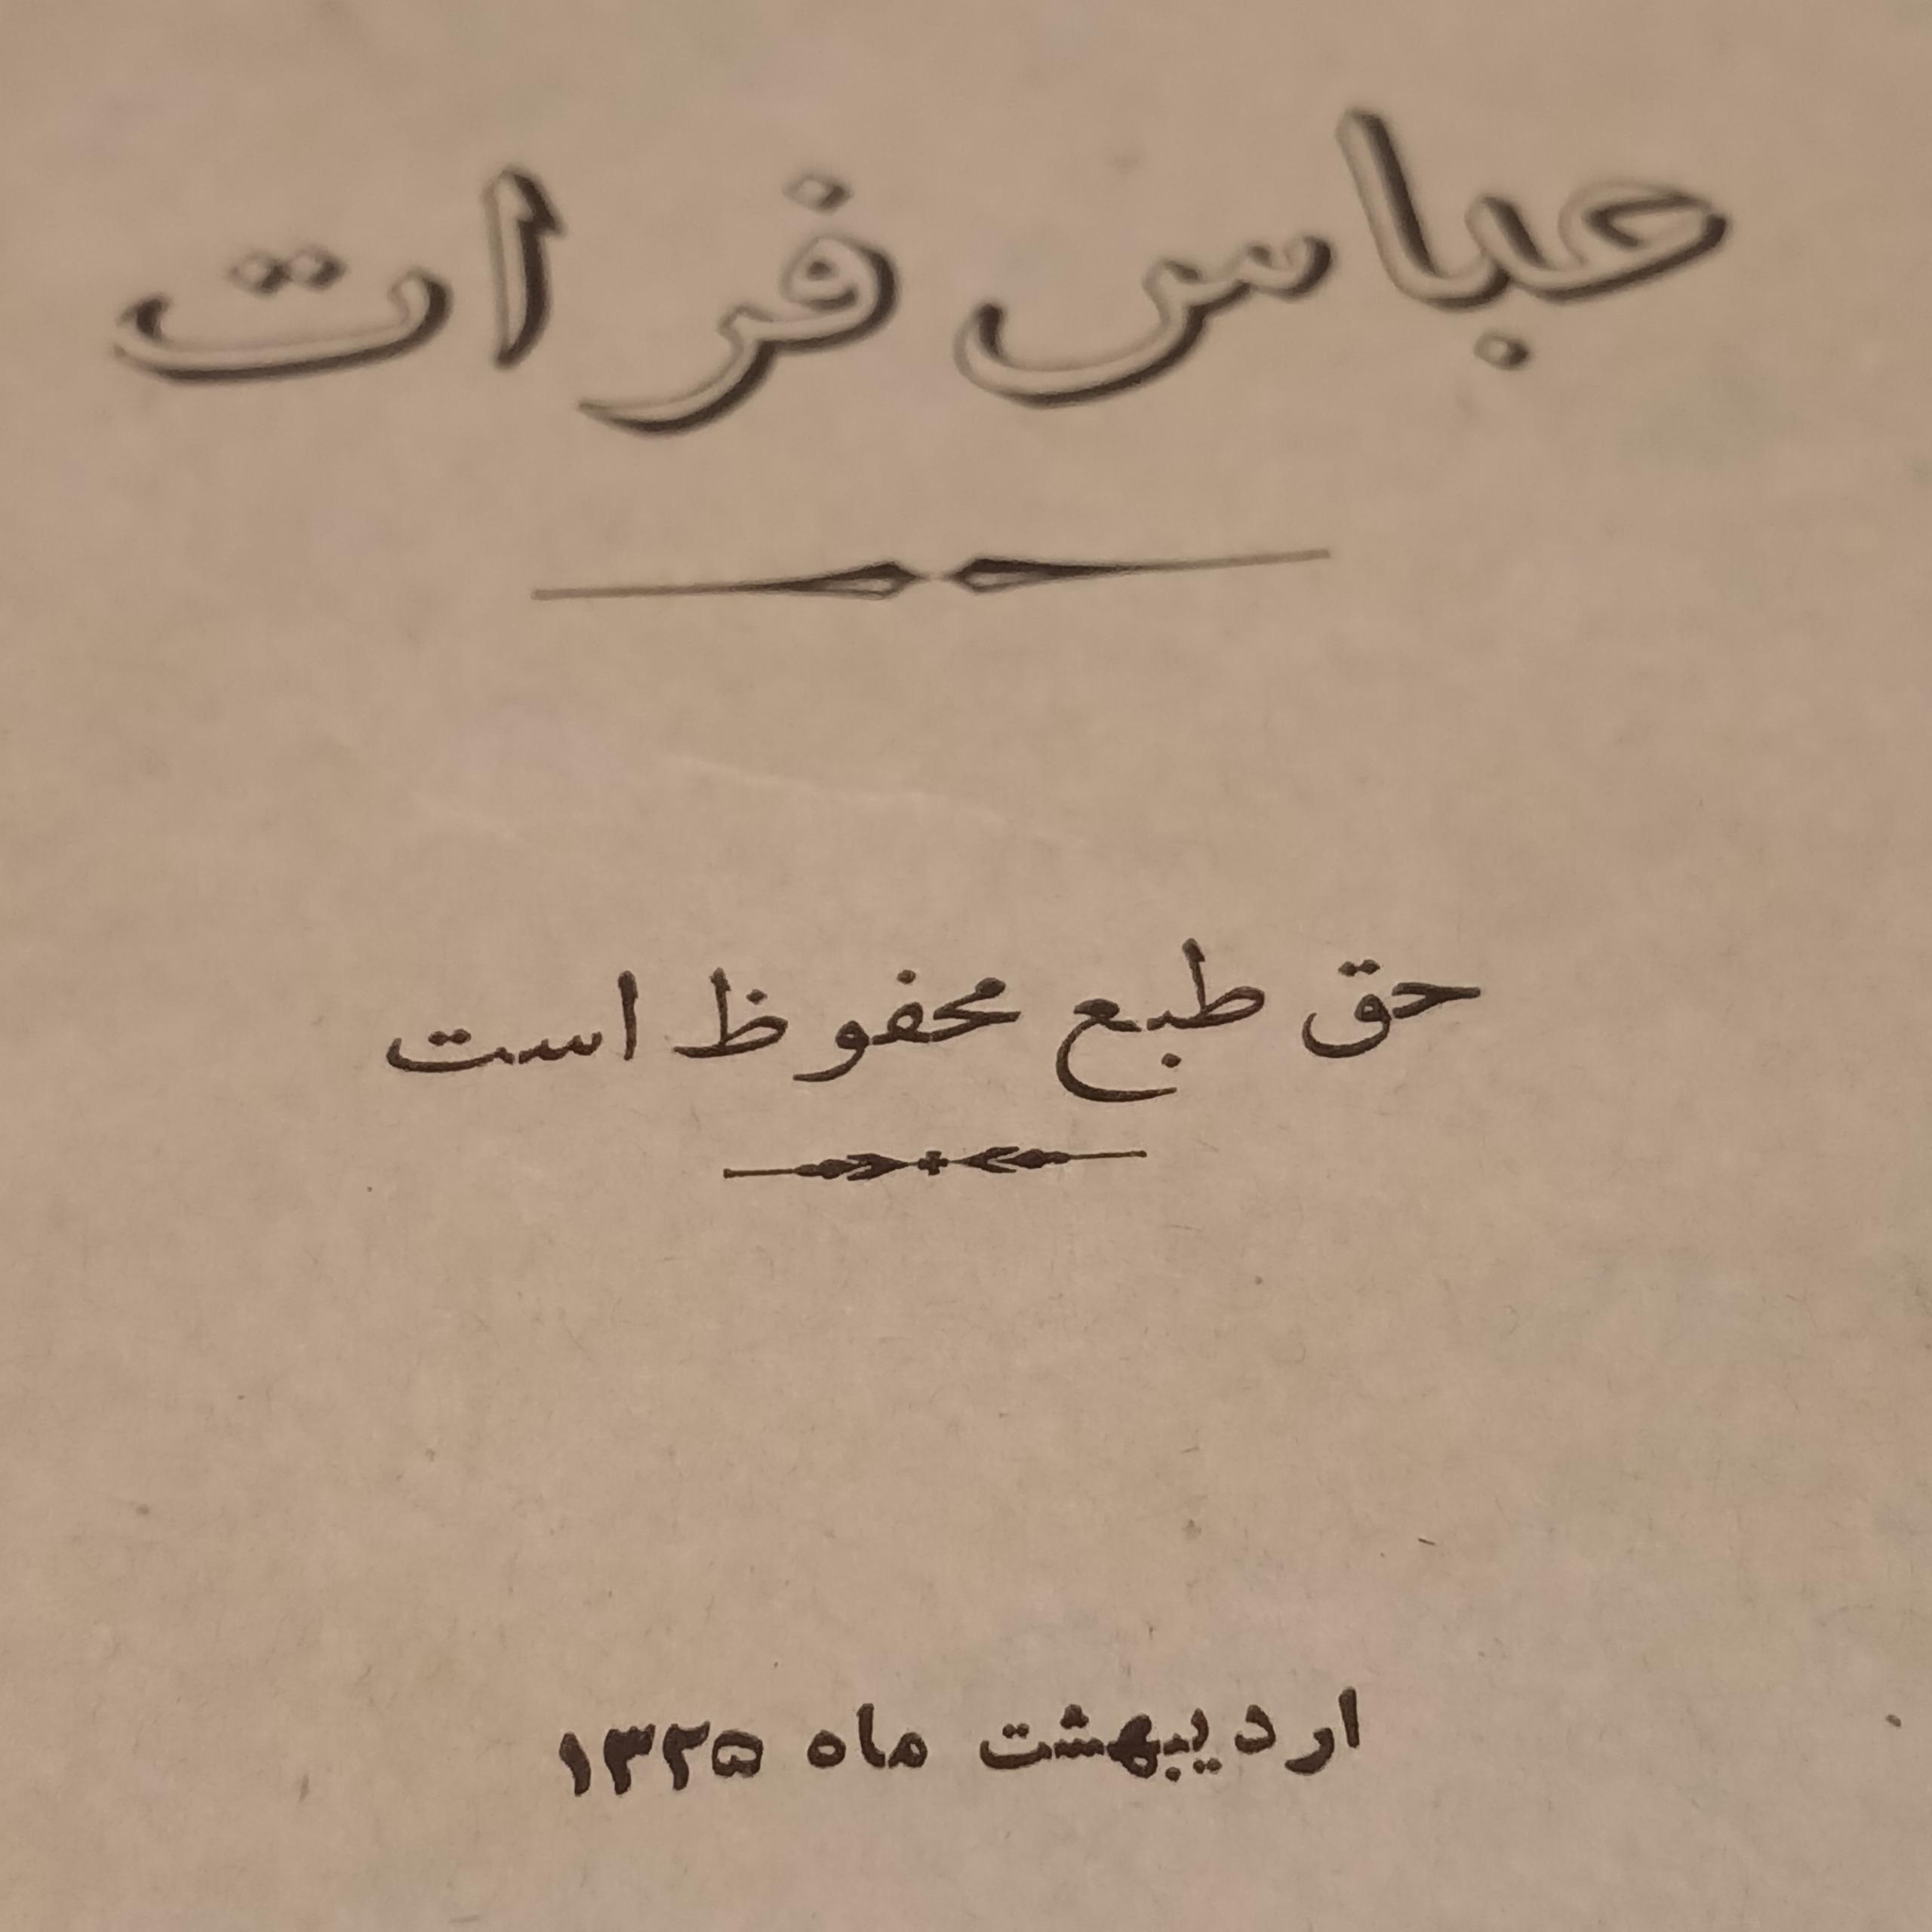 عباس فرات
حق طبع محفوظ است
اردیبهشت ماه ۱۳۲۵